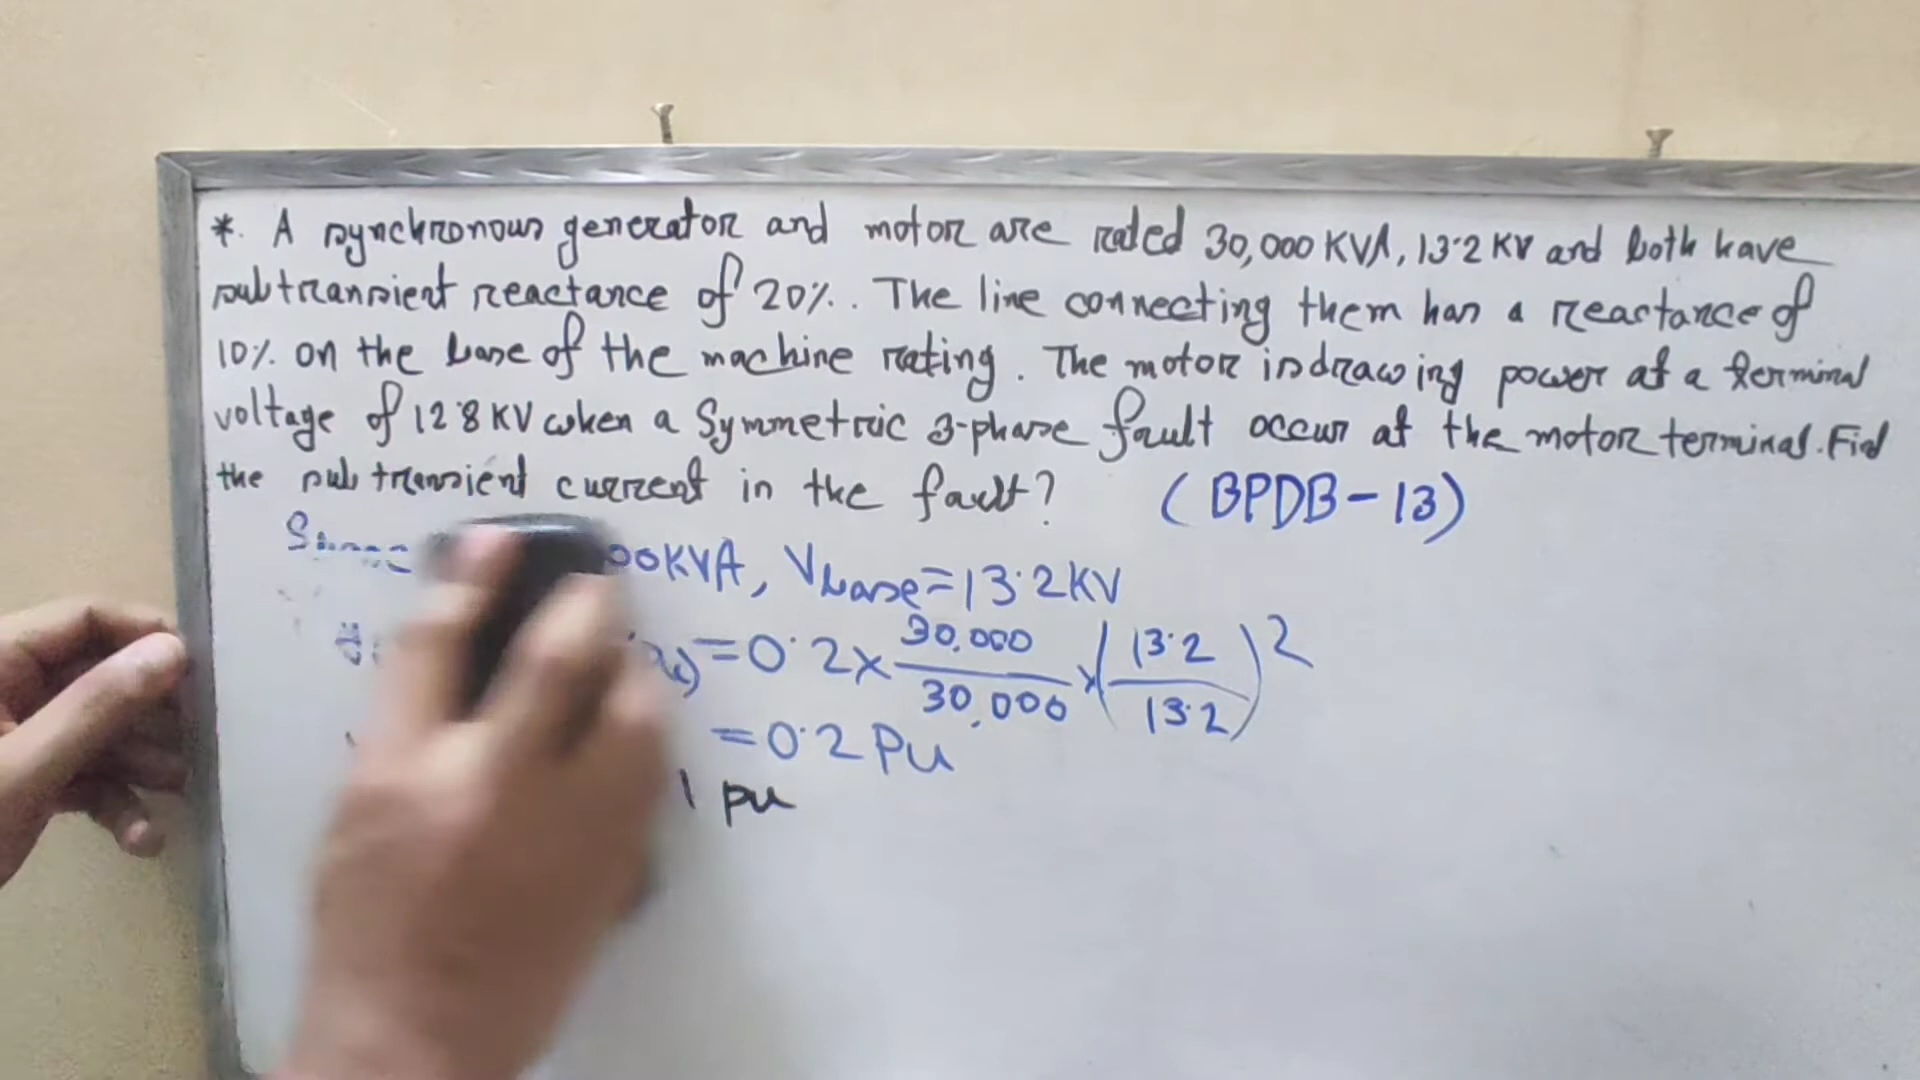 *. A synchronous generator and motor are rated 30,000 KVA, 13.2 KV and both have
subtransient reactance of 20%. The line connecting them has a reactance of
10% on the base of the machine rating. The motor is drawing power at a terminal
voltage of 12.8 KV when a Symmetric 3-phase fault occur at the motor terminal. Find
the subtransient current in the fault? (BPDB-13)
00KVA, Vbase=13.2KV
=0.2x 30,000 / 30,000 x (13.2 / 13.2)2
=0.2 Pu
1 pu